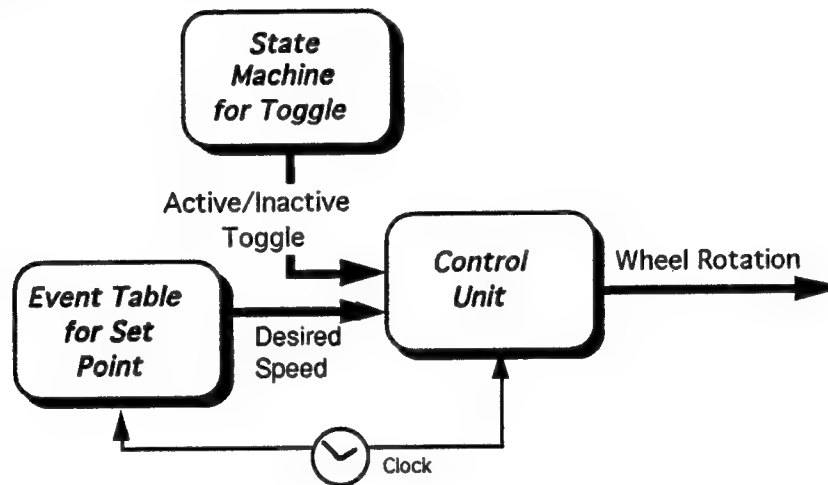 State
Machine
for Toggle
Active/Inactive
Toggle
Control
Unit
Wheel Rotation
Event Table
for Set
Point
Desired
Speed
Clock